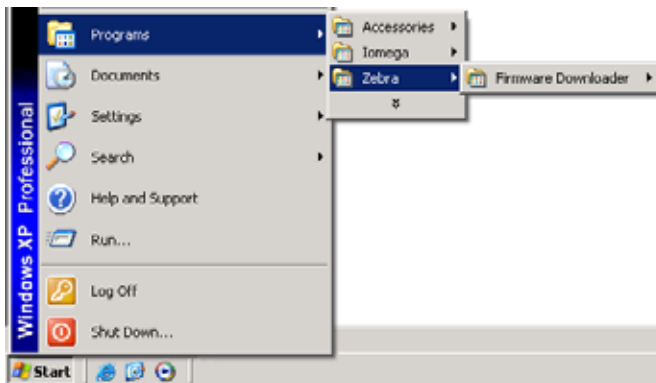 Windows XP Professional
Programs
Documents
Settings
Search
Help and Support
Run...
Log Off
Shut Down...
Accessories
Iomega
Zebra
Firmware Downloader
Start